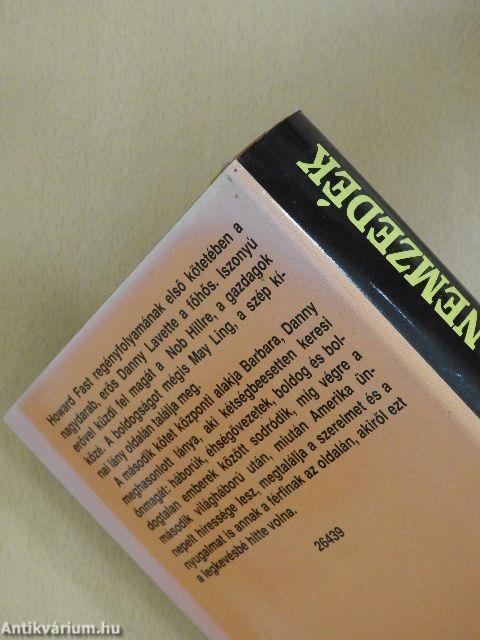 NEMZEDÉK
Howard Fast regényfolyamának első kötetében a
nagydarab, erős Danny Lavette a főhős. Iszonyú
erővel küzdi fel magát a Nob Hillre, a gazdagok
közé. A boldogságot mégis May Ling, a szép kí-
nai lány oldalán találja meg.
A második kötet központi alakja Barbara, Danny
meghasonlott lánya, aki kétségbeesetten keresi
önmagát: háborúk, éhségövezetek, boldog és bol-
dogtalan emberek között sodródik, míg végre a
második világháború után, miután Amerika ün-
nepelt híressége lesz, megtalálja a szerelmet és a
nyugalmat is annak a férfinak az oldalán, akiről ezt
a legkevésbé hitte volna.
26439
Antikvárium.hu